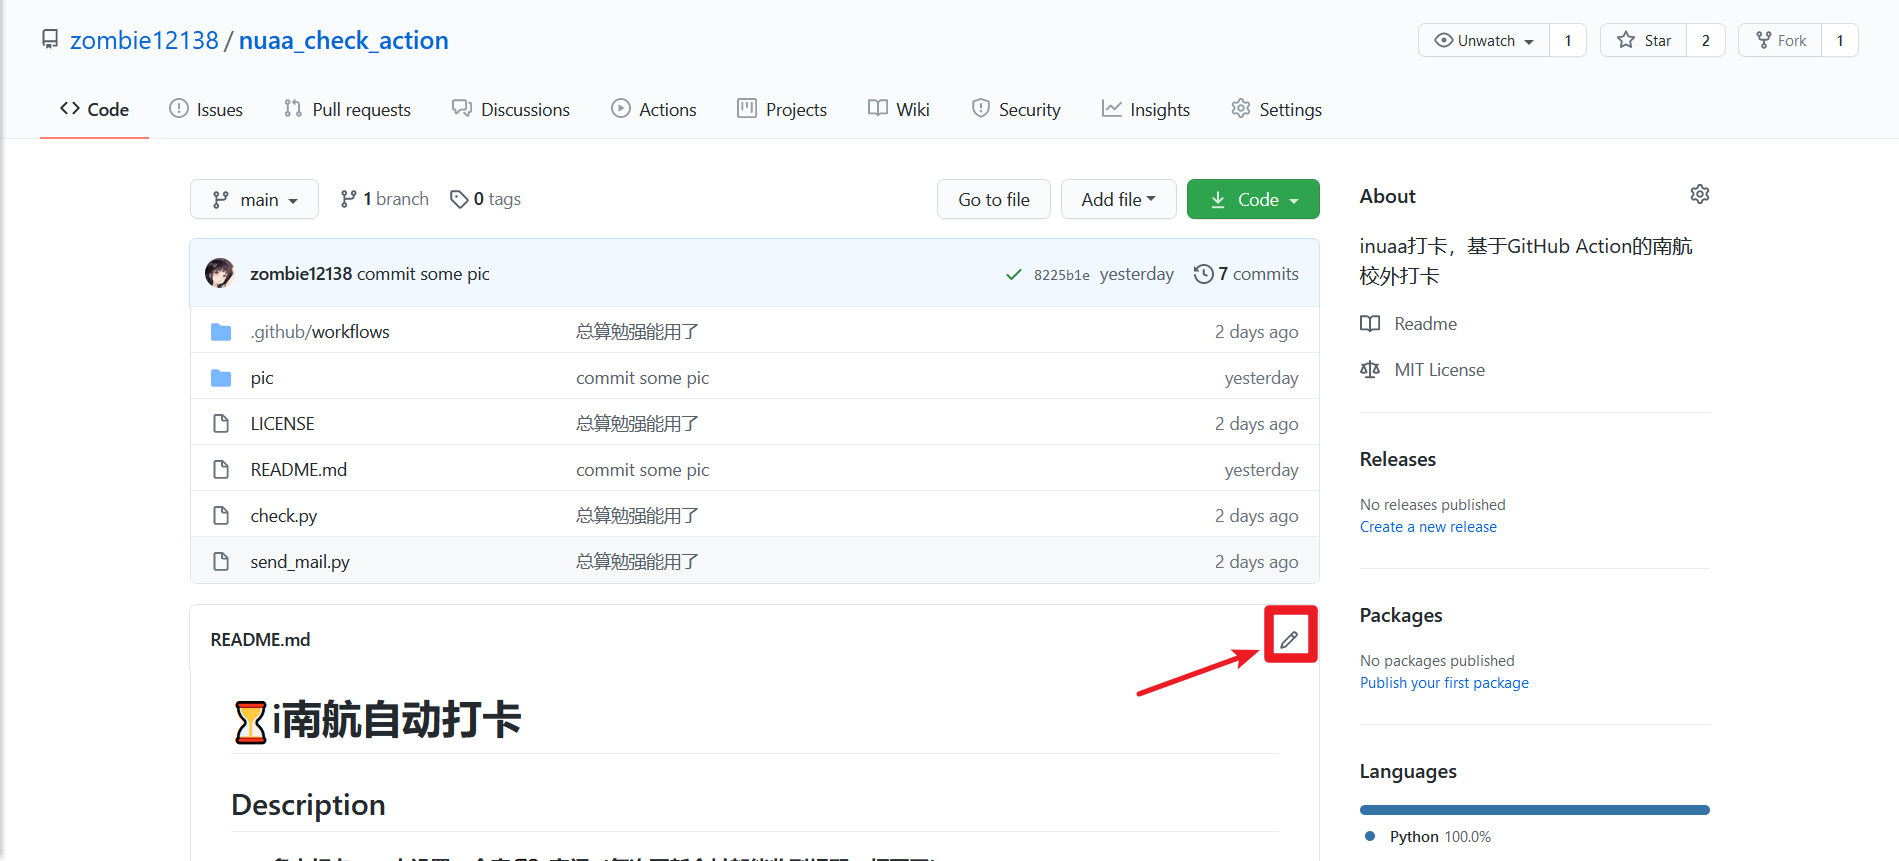 zombie12138 / nuaa_check_action
Unwatch 1 Star 2 Fork 1
Code Issues Pull requests Discussions Actions Projects Wiki Security Insights Settings
main 1 branch 0 tags Go to file Add file Code
zombie12138 commit some pic 8225b1e yesterday 7 commits
.github/workflows 总算勉强能用了 2 days ago
pic commit some pic yesterday
LICENSE 总算勉强能用了 2 days ago
README.md commit some pic yesterday
check.py 总算勉强能用了 2 days ago
send_mail.py 总算勉强能用了 2 days ago
README.md
i南航自动打卡
Description
About
inuaa打卡，基于GitHub Action的南航
校外打卡
Readme
MIT License
Releases
No releases published
Create a new release
Packages
No packages published
Publish your first package
Languages
Python 100.0%